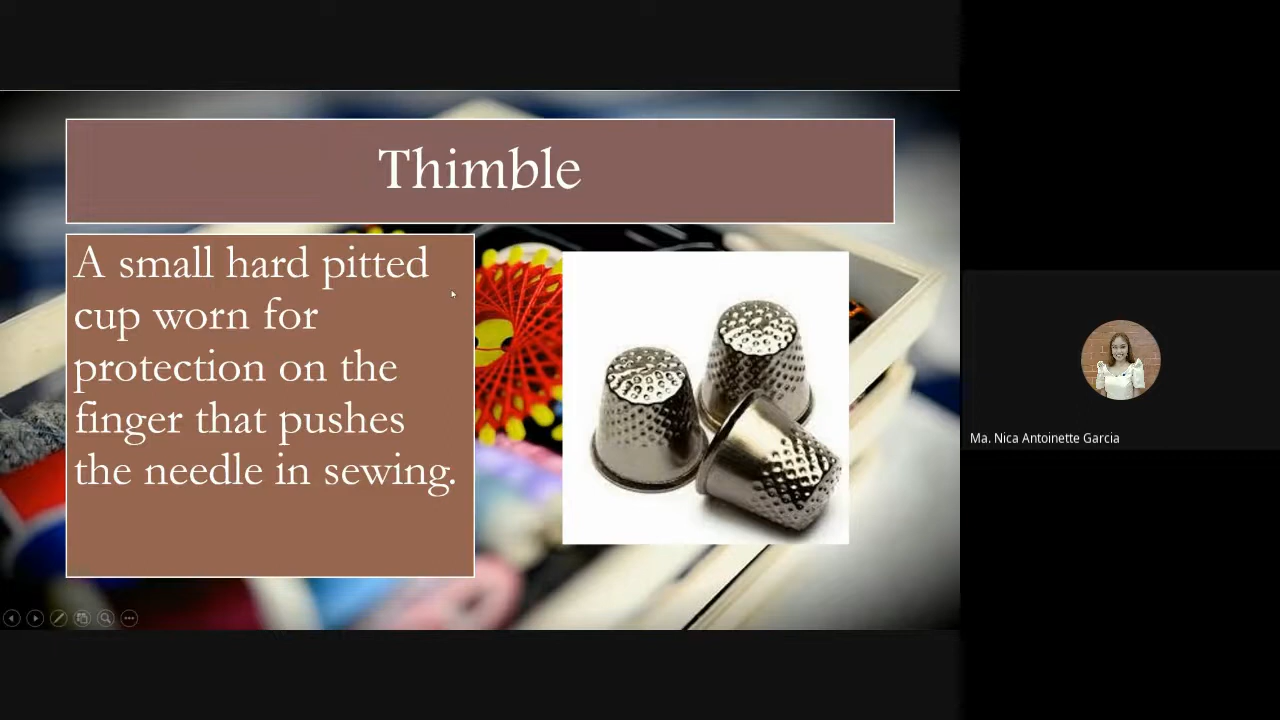 Thimble
A small hard pitted
cup worn for
protection on the
finger that pushes
the needle in sewing.
Ma. Nica Antoinette Garcia